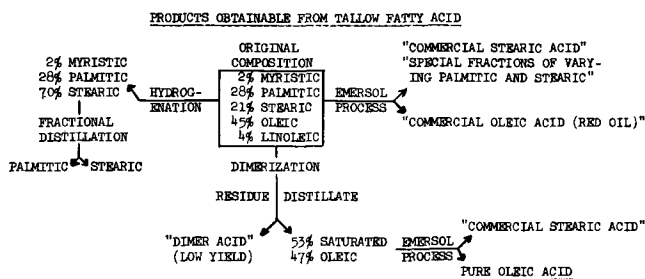 PRODUCTS OBTAINABLE FROM TALLOW FATTY ACID
ORIGINAL
COMPOSITION
2% MYRISTIC
28% PALMITIC
21% STEARIC
45% OLEIC
4% LINOLEIC
HYDROG-
ENATION
2% MYRISTIC
28% PALMITIC
70% STEARIC
FRACTIONAL
DISTILLATION
PALMITIC STEARIC
EMERSOL
PROCESS
"COMMERCIAL STEARIC ACID"
"SPECIAL FRACTIONS OF VARY-
ING PALMITIC AND STEARIC"
"COMMERCIAL OLEIC ACID (RED OIL)"
DIMERIZATION
RESIDUE DISTILLATE
"DIMER ACID"
(LOW YIELD)
53% SATURATED
47% OLEIC
EMERSOL
PROCESS
"COMMERCIAL STEARIC ACID"
PURE OLEIC ACID